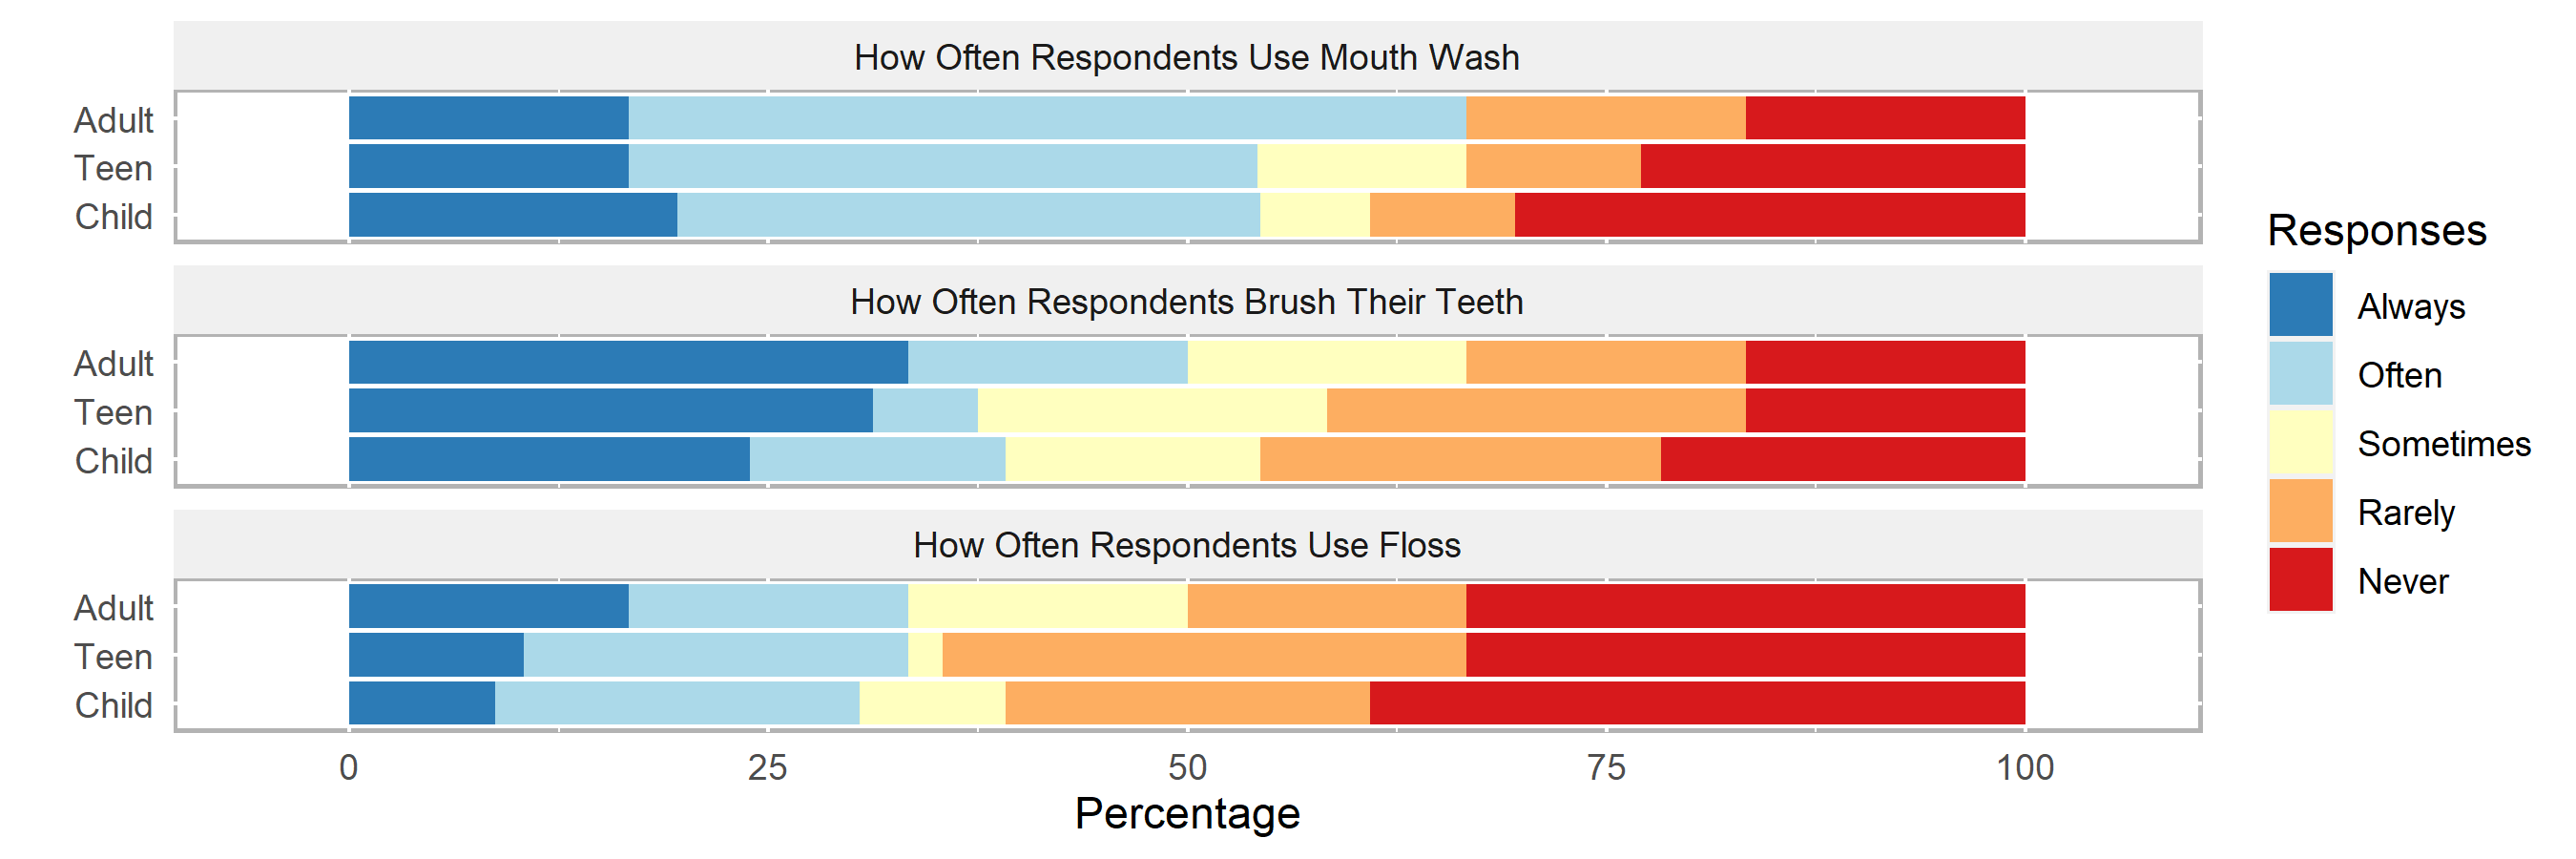 How Often Respondents Use Mouth Wash
Adult
Teen
Child
How Often Respondents Brush Their Teeth
Adult
Teen
Child
How Often Respondents Use Floss
Adult
Teen
Child
0 25 50 75 100
Percentage
Responses
Always
Often
Sometimes
Rarely
Never